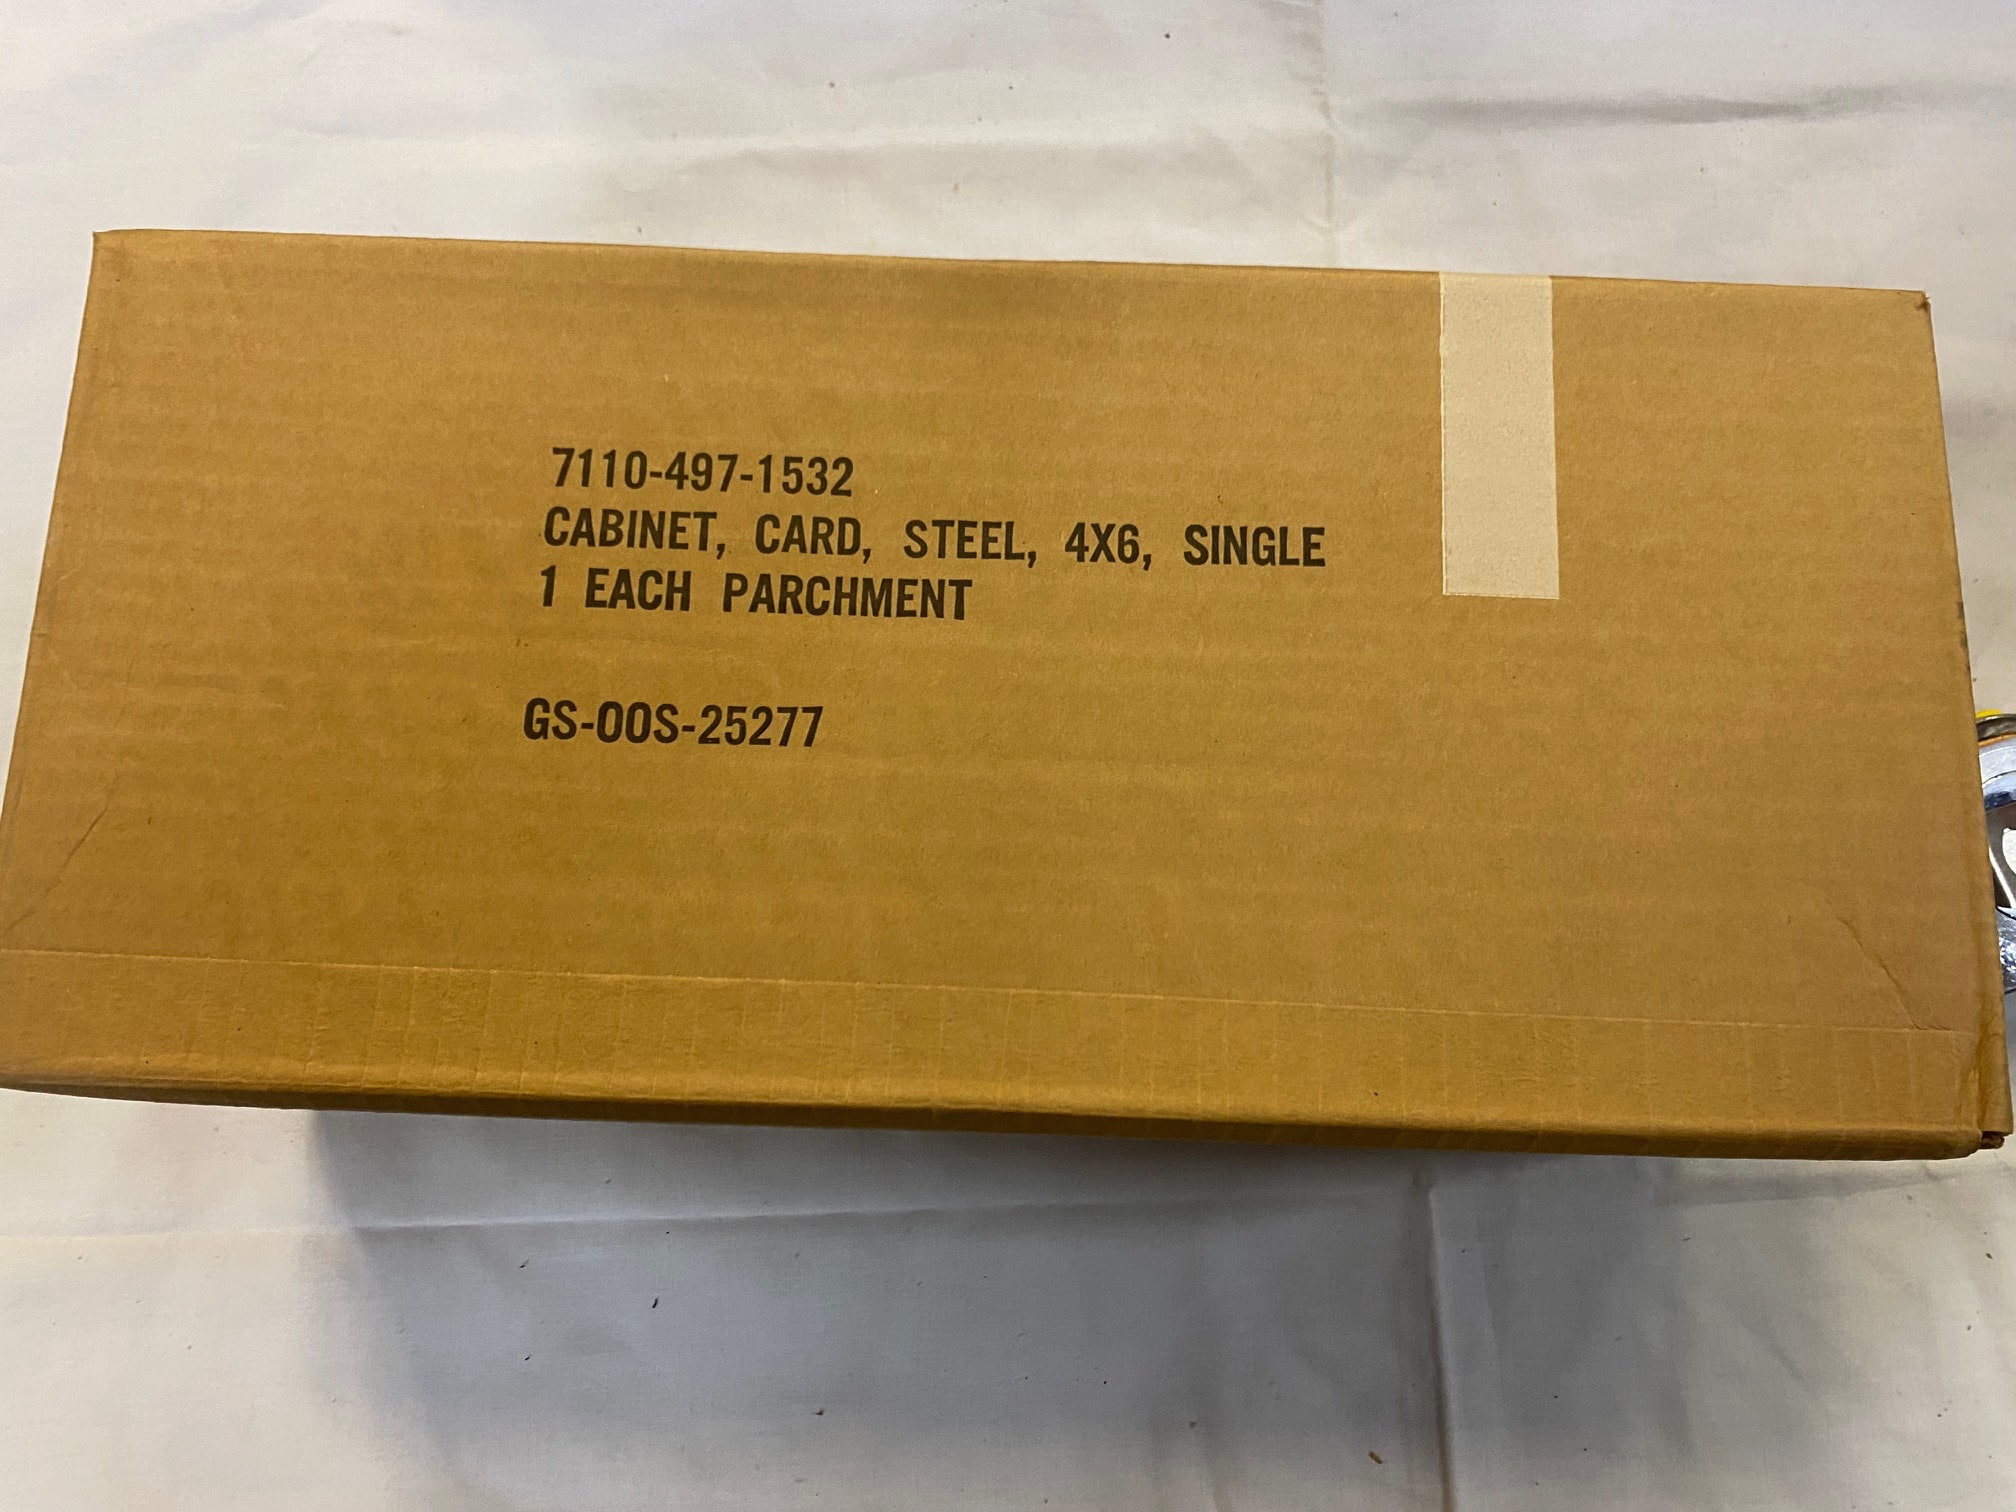 7110-497-1532
CABINET, CARD, STEEL, 4X6, SINGLE
1 EACH PARCHMENT
GS-00S-25277